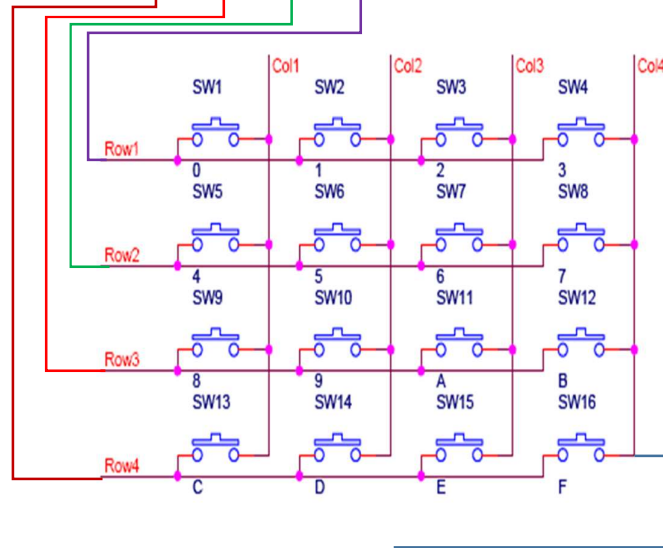 Col1 Col2 Col3 Col4
SW1 SW2 SW3 SW4
Row1
0 1 2 3
SW5 SW6 SW7 SW8
Row2
4 5 6 7
SW9 SW10 SW11 SW12
Row3
8 9 A B
SW13 SW14 SW15 SW16
Row4
C D E F